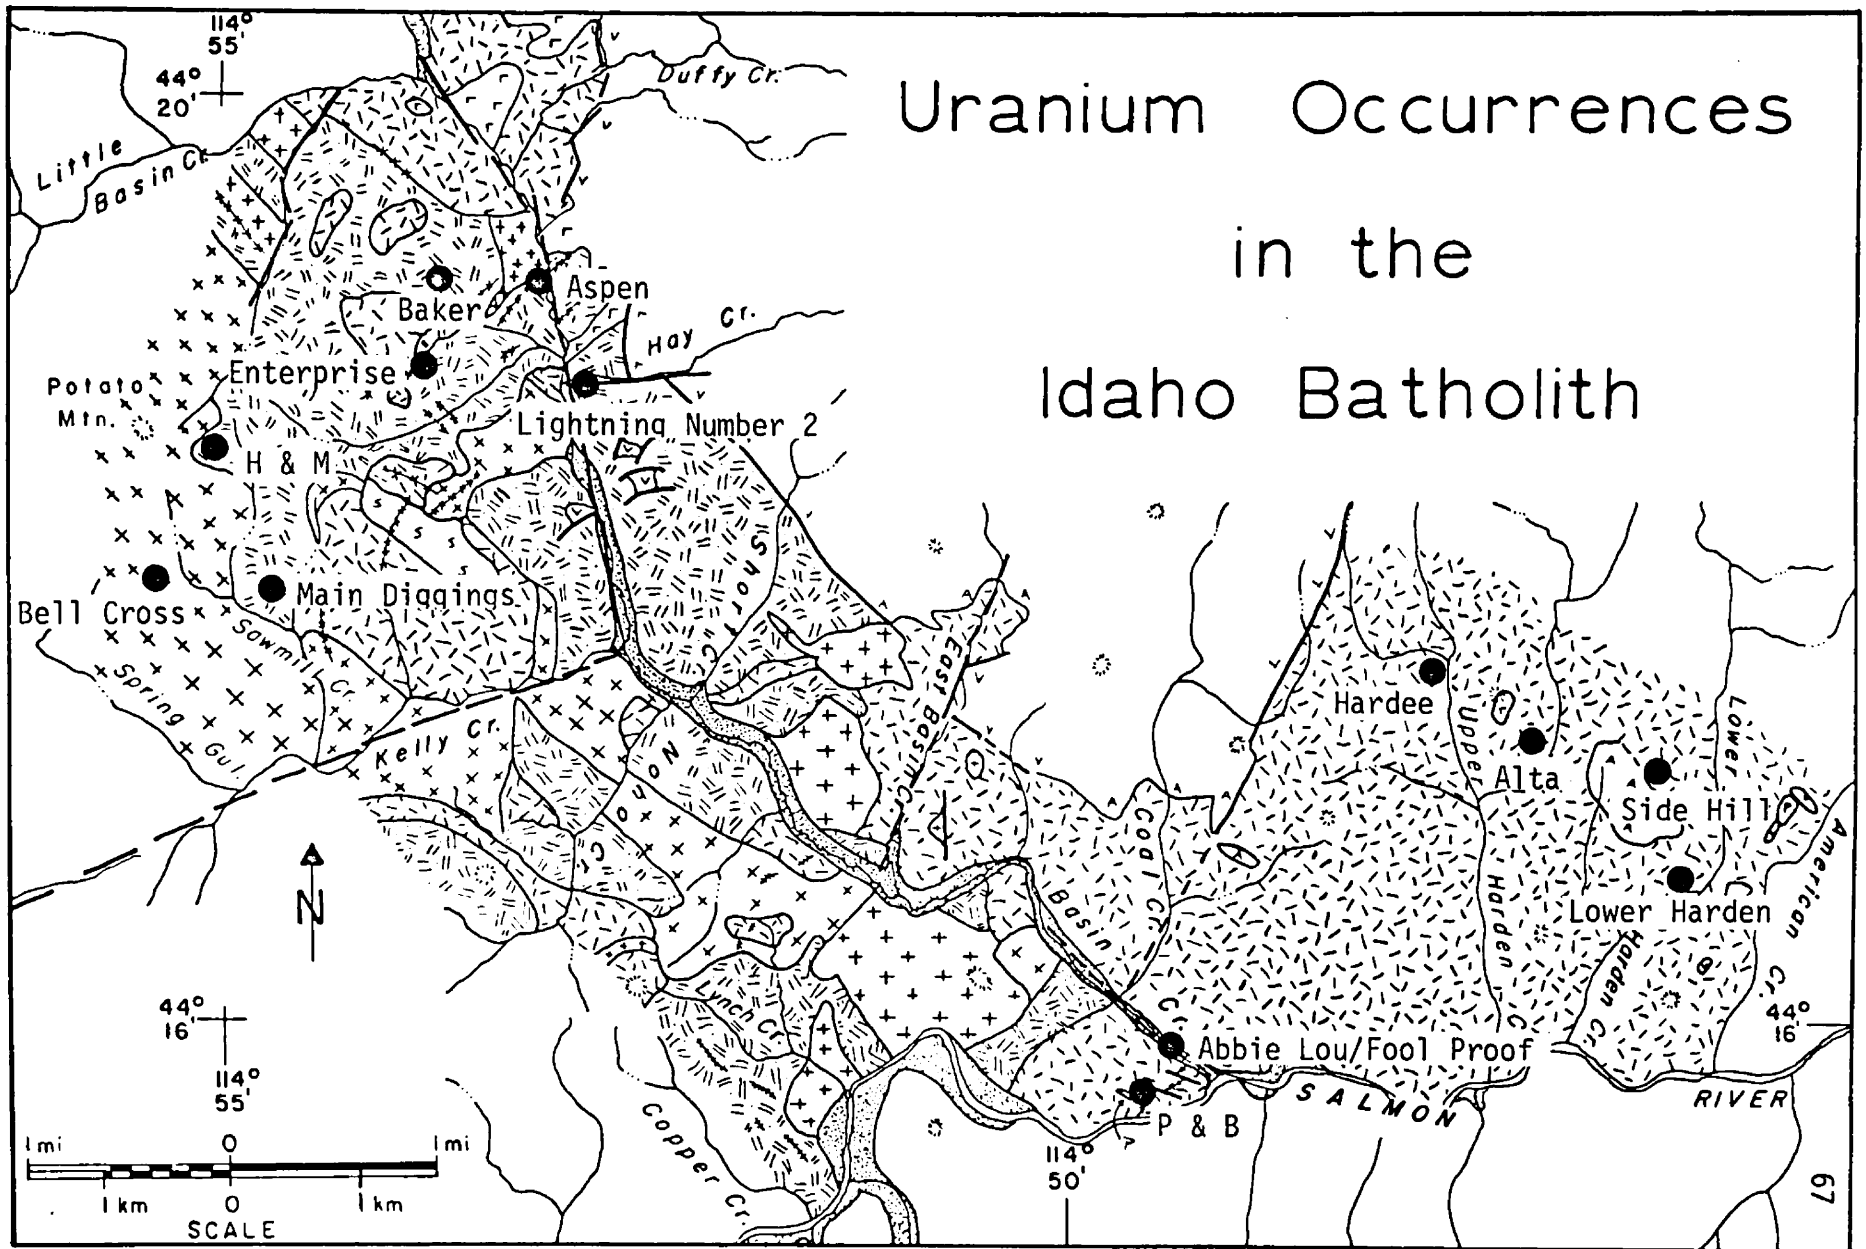 Uranium Occurrences
in the
Idaho Batholith
114°
55'
44°
20'
Duffy Cr.
Little
Basin Cr.
Baker
Aspen
Hay Cr.
Enterprise
Potato
Mtn.
Lightning Number 2
H & M
Short Cr.
Bell Cross
Main Diggings
Sawmill Cr.
Spring Gul.
Kelly Cr.
East Basin Cr.
Hardee
Upper Harden Cr.
Alta
Side Hill
Lower Harden Cr.
Lower Harden
American Cr.
Noho Cr.
Coal Cr.
Basin Cr.
N
Lynch Cr.
44°
16'
114°
55'
44°
16'
Abbie Lou/Fool Proof
P & B
SALMON RIVER
Copper Cr.
114°
50'
1 mi 0 1 mi
1 km 0 1 km
SCALE
67